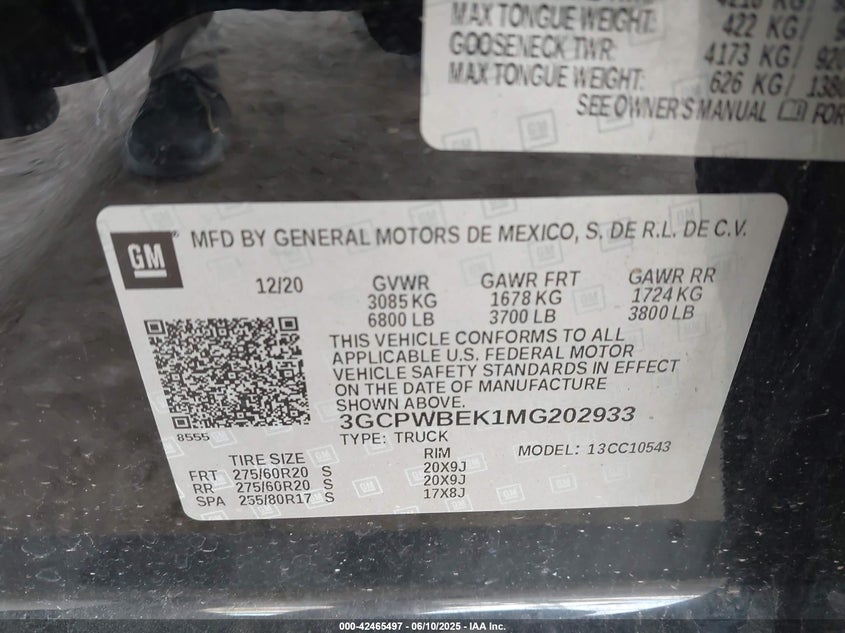 MAX TONGUE WEIGHT: 422 KG/
GOOSENECK TWR: 4173 KG/ 920
MAX TONGUE WEIGHT: 626 KG/ 1380
SEE OWNER'S MANUAL FOR
GM
MFD BY GENERAL MOTORS DE MEXICO, S. DE R.L. DE C.V.
12/20 GVWR GAWR FRT GAWR RR
3085 KG 1678 KG 1724 KG
6800 LB 3700 LB 3800 LB
THIS VEHICLE CONFORMS TO ALL
APPLICABLE U.S. FEDERAL MOTOR
VEHICLE SAFETY STANDARDS IN EFFECT
ON THE DATE OF MANUFACTURE
SHOWN ABOVE.
3GCPWBEK1MG202933
8555 TYPE: TRUCK MODEL: 13CC10543
TIRE SIZE RIM
FRT 275/60R20 S 20X9J
RR 275/60R20 S 20X9J
SPA 255/80R17 S 17X8J
000-42465497 - 06/10/2025 - IAA Inc.